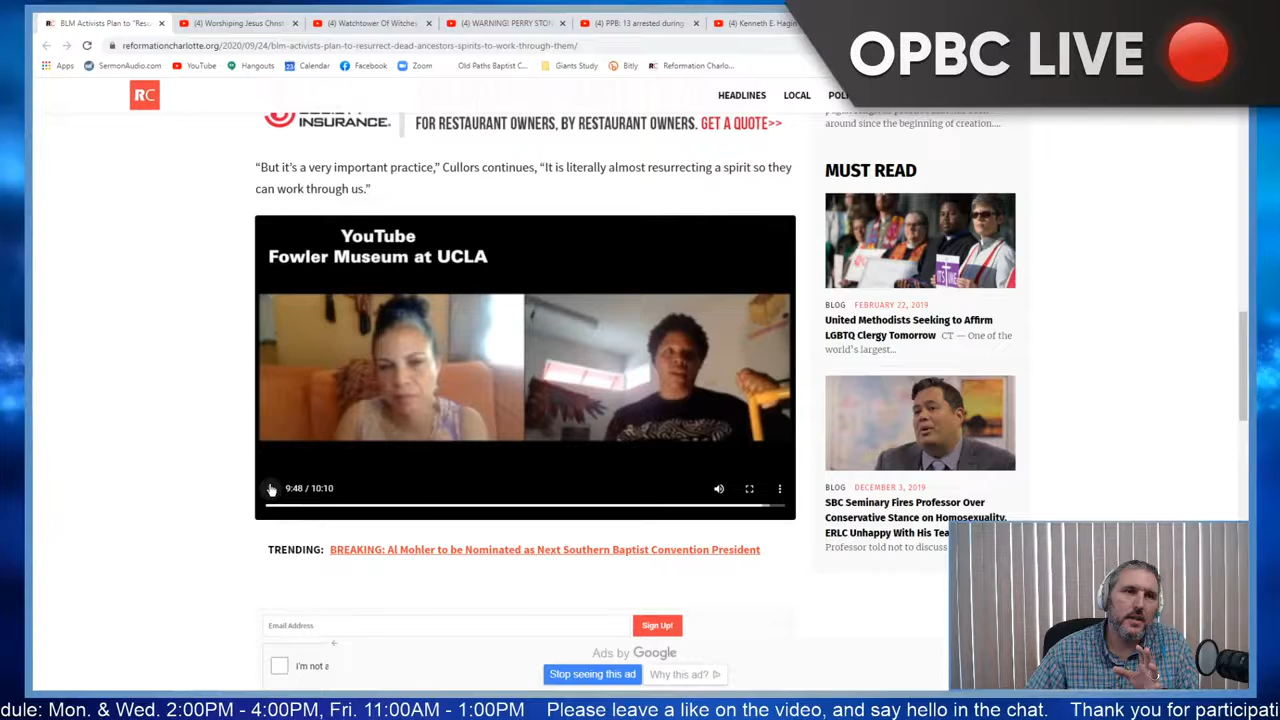 BLM Activists Plan to "Resu
(4) Worshiping Jesus Christ
(4) Watchtower Of Witches
(4) WARNING! PERRY STON
(4) PPB: 13 arrested during
(4) Kenneth E. Hagin
OPBC LIVE
reformationcharlotte.org/2020/09/24/blm-activists-plan-to-resurrect-dead-ancestors-spirits-to-work-through-them/
Apps SermonAudio.com YouTube Hangouts Calendar Facebook Zoom Old Paths Baptist C... Giants Study Bitly Reformation Charlo...
RC
HEADLINES LOCAL
INSURANCE.
FOR RESTAURANT OWNERS, BY RESTAURANT OWNERS. GET A QUOTE>>
around since the beginning of creation....
“But it’s a very important practice,” Cullors continues, “It is literally almost resurrecting a spirit so they
can work through us.”
YouTube
Fowler Museum at UCLA
9:48 / 10:10
TRENDING: BREAKING: Al Mohler to be Nominated as Next Southern Baptist Convention President
Email Address
Sign Up!
I'm not a
Ads by Google
Stop seeing this ad
Why this ad?
MUST READ
BLOG FEBRUARY 22, 2019
United Methodists Seeking to Affirm
LGBTQ Clergy Tomorrow CT — One of the
world’s largest...
BLOG DECEMBER 3, 2019
SBC Seminary Fires Professor Over
Conservative Stance on Homosexuality,
ERLC Unhappy With His Tea
Professor told not to discuss
dule: Mon. & Wed. 2:00PM - 4:00PM, Fri. 11:00AM - 1:00PM Please leave a like on the video, and say hello in the chat. Thank you for participati